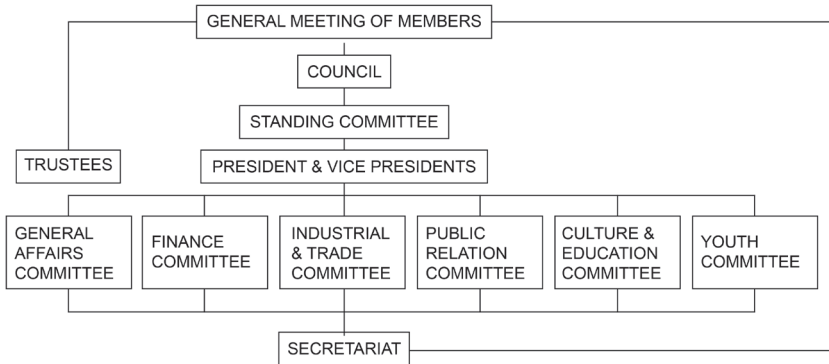 GENERAL MEETING OF MEMBERS
COUNCIL
STANDING COMMITTEE
TRUSTEES
PRESIDENT & VICE PRESIDENTS
GENERAL
AFFAIRS
COMMITTEE
FINANCE
COMMITTEE
INDUSTRIAL
& TRADE
COMMITTEE
PUBLIC
RELATION
COMMITTEE
CULTURE &
EDUCATION
COMMITTEE
YOUTH
COMMITTEE
SECRETARIAT